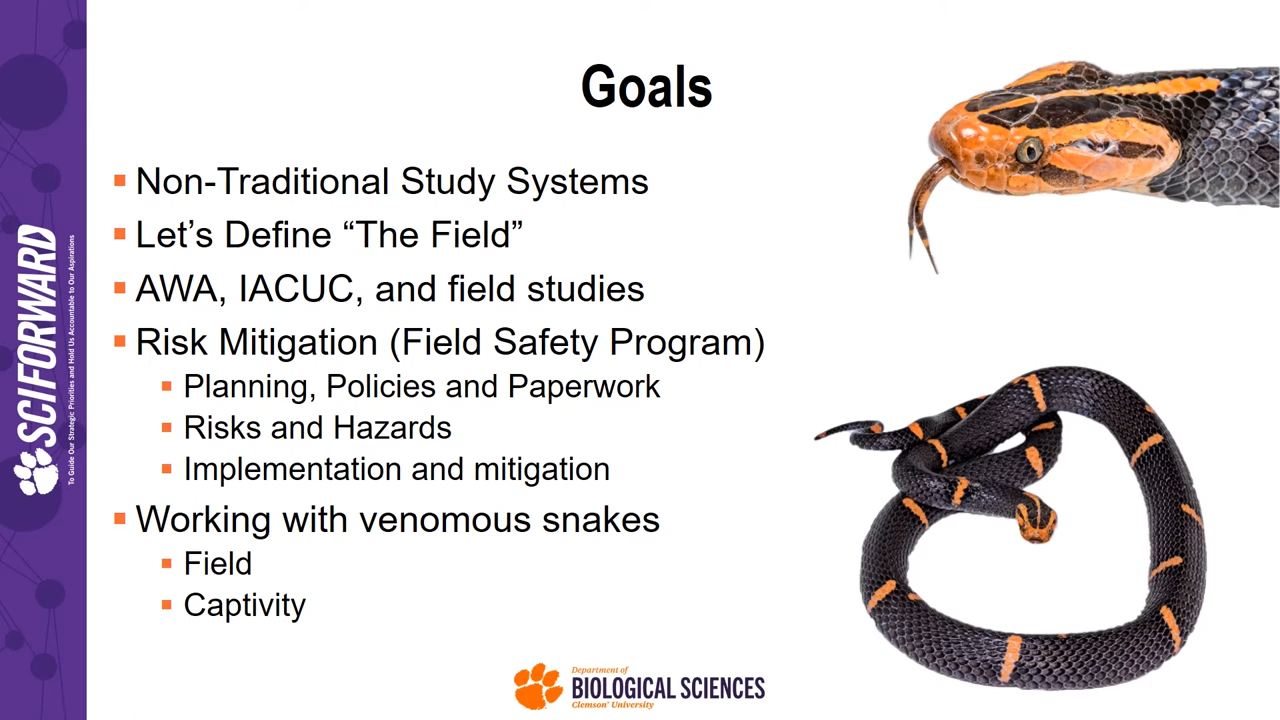 Goals
Non-Traditional Study Systems
Let’s Define “The Field”
AWA, IACUC, and field studies
Risk Mitigation (Field Safety Program)
Planning, Policies and Paperwork
Risks and Hazards
Implementation and mitigation
Working with venomous snakes
Field
Captivity
SCIFORWARD
To Guide Our Strategic Priorities and Hold Us Accountable to Our Aspirations
Department of
BIOLOGICAL SCIENCES
Clemson® University